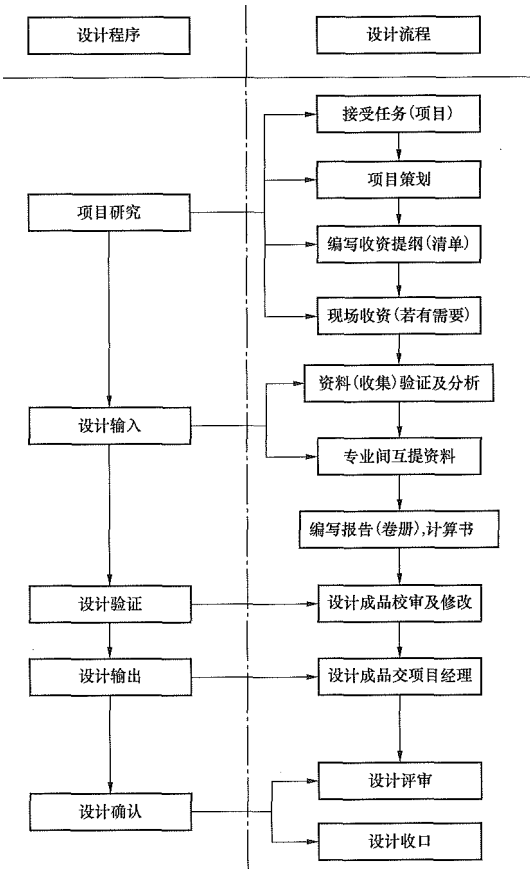 设计程序
设计流程
接受任务(项目)
项目策划
项目研究
编写收资提纲(清单)
现场收资(若有需要)
资料(收集)验证及分析
设计输入
专业间互提资料
编写报告(卷册),计算书
设计验证
设计成品校审及修改
设计输出
设计成品交项目经理
设计评审
设计确认
设计收口